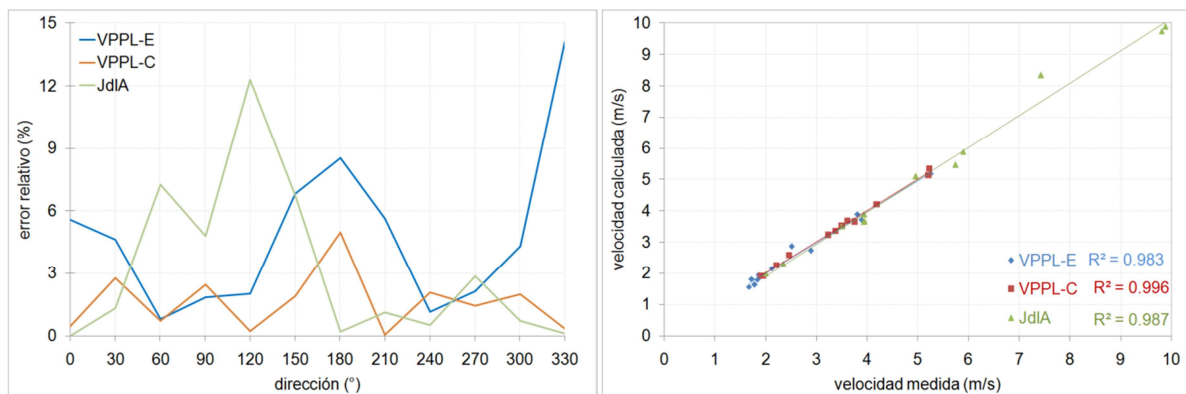 15
12
9
6
3
0
error relativo (%)
VPPL-E
VPPL-C
JdlA
0 30 60 90 120 150 180 210 240 270 300 330
dirección (°)
10
9
8
7
6
5
4
3
2
1
0
velocidad calculada (m/s)
VPPL-E R² = 0.983
VPPL-C R² = 0.996
JdlA R² = 0.987
0 1 2 3 4 5 6 7 8 9 10
velocidad medida (m/s)